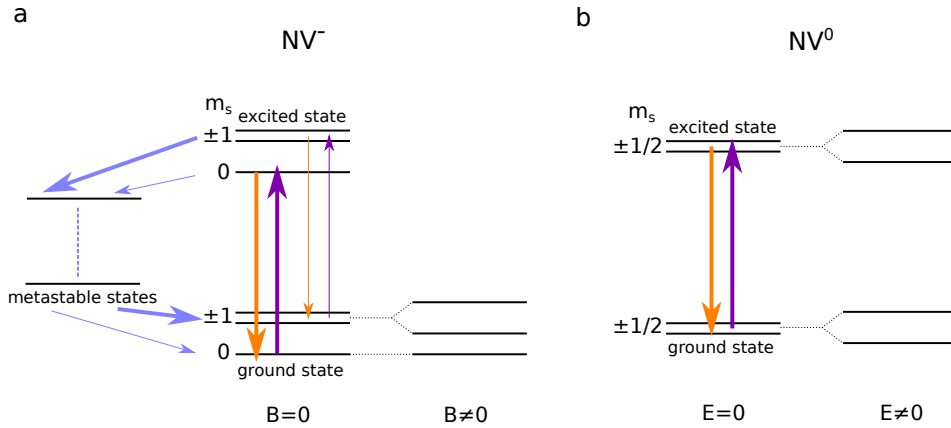 a
NV⁻
mₛ
excited state
±1
0
metastable states
±1
0
ground state
B=0
B≠0
b
NV⁰
mₛ
excited state
±1/2
±1/2
ground state
E=0
E≠0